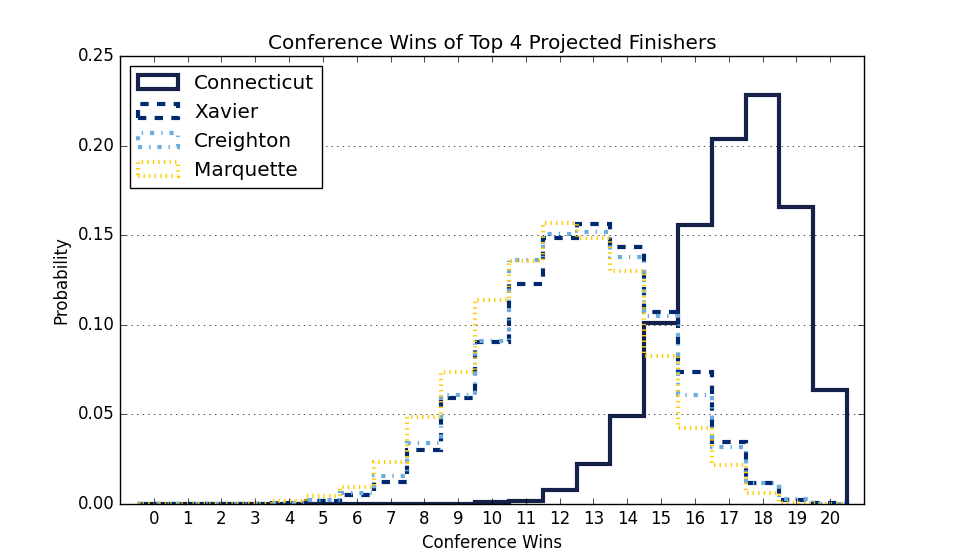 Conference Wins of Top 4 Projected Finishers
0.25
0.20
0.15
0.10
0.05
0.00
Probability
Connecticut
Xavier
Creighton
Marquette
0 1 2 3 4 5 6 7 8 9 10 11 12 13 14 15 16 17 18 19 20
Conference Wins